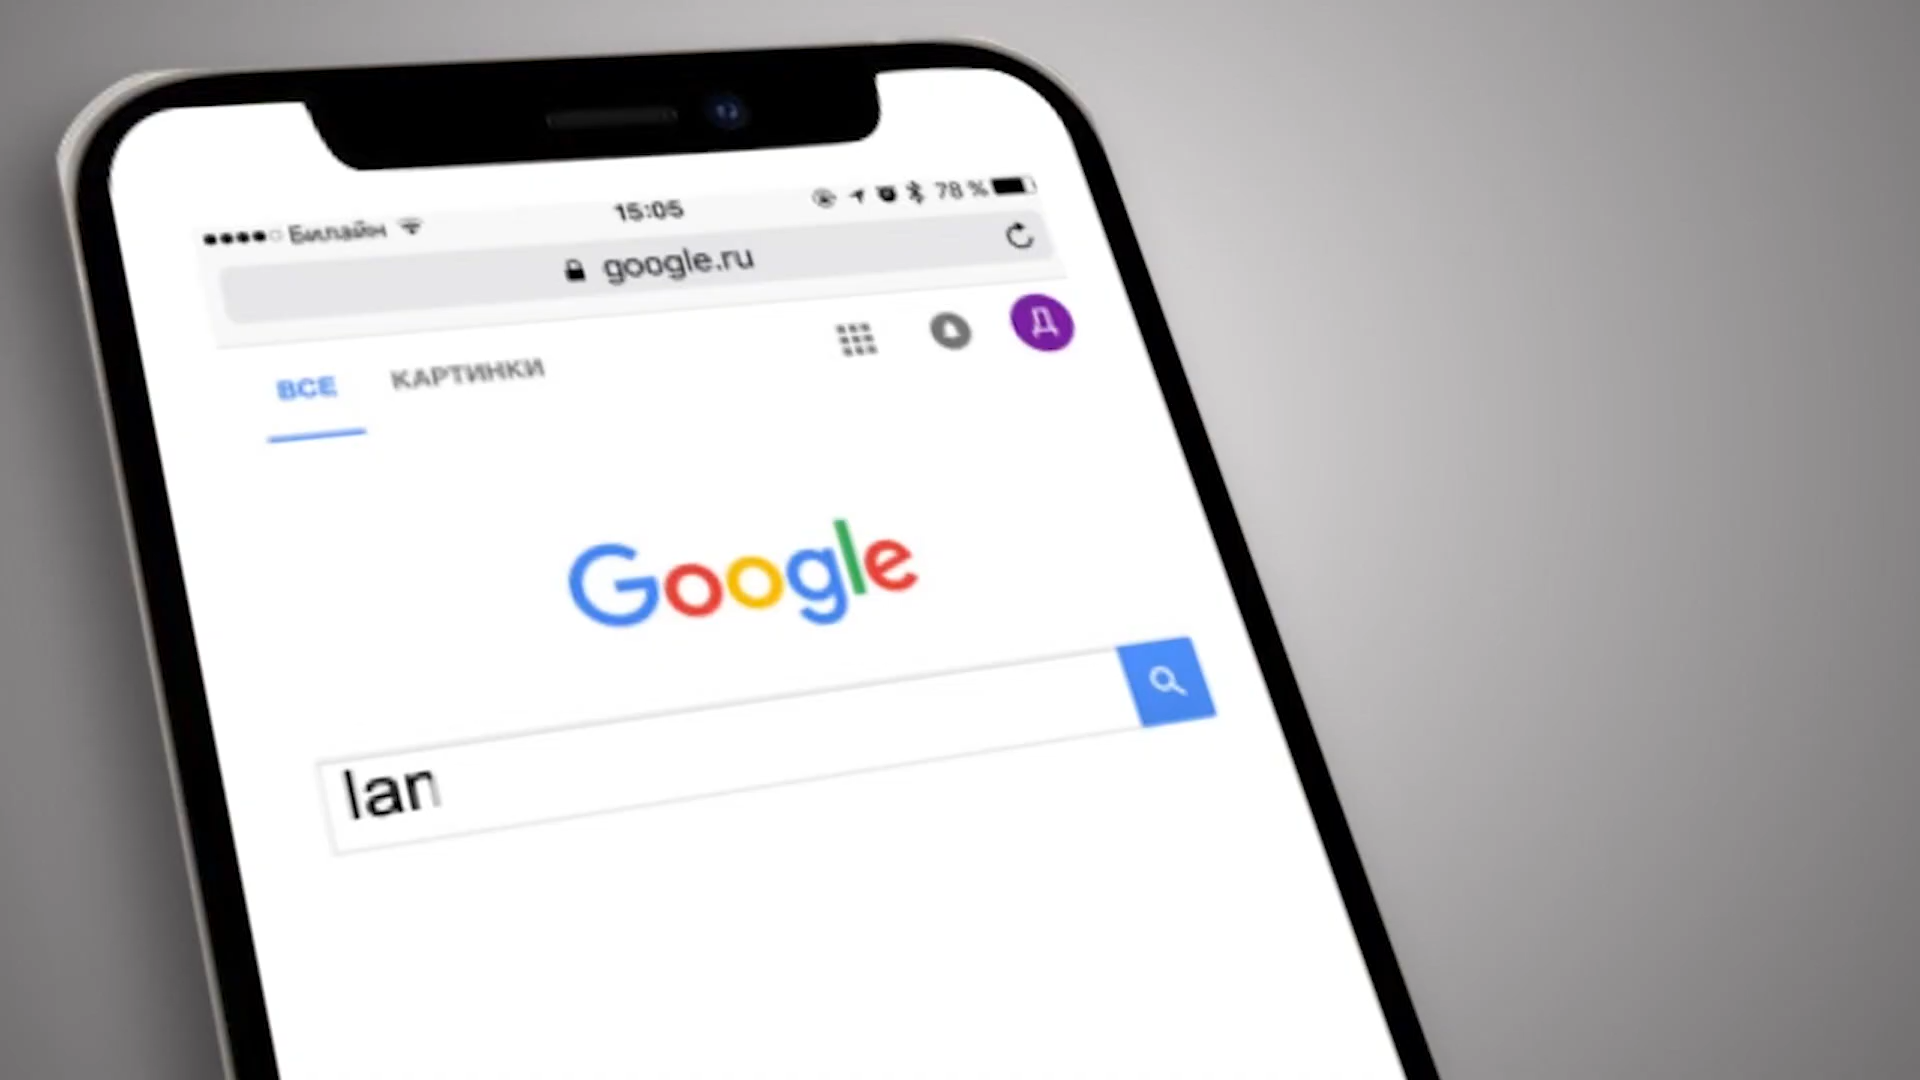 Билайн 15:05 78 %
google.ru
Д
ВСЕ КАРТИНКИ
Google
lan